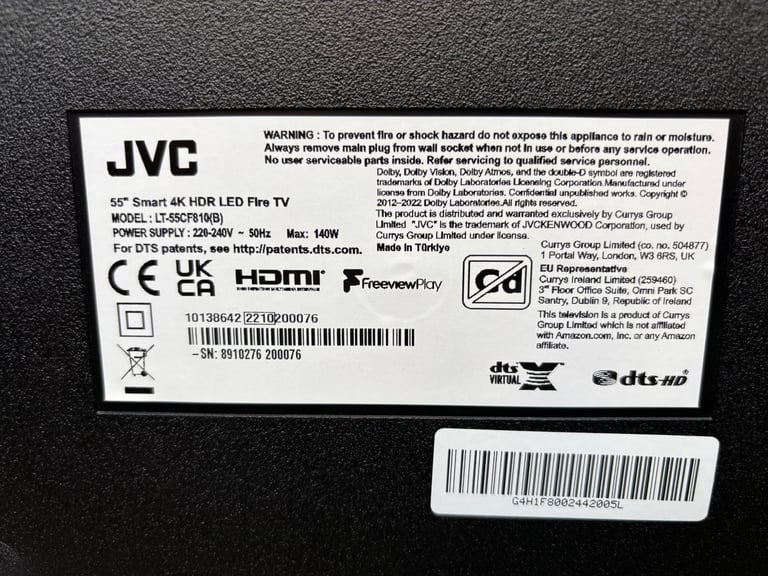 JVC
55" Smart 4K HDR LED Fire TV
MODEL : LT-55CF810(B)
POWER SUPPLY : 220-240V ~ 50Hz Max: 140W
For DTS patents, see http://patents.dts.com.
WARNING : To prevent fire or shock hazard do not expose this appliance to rain or moisture.
Always remove main plug from wall socket when not in use or before any service operation.
No user serviceable parts inside. Refer servicing to qualified service personnel.
Dolby, Dolby Vision, Dolby Atmos, and the double-D symbol are registered
trademarks of Dolby Laboratories Licensing Corporation. Manufactured under
license from Dolby Laboratories. Confidential unpublished works. Copyright ©
2012-2022 Dolby Laboratories. All rights reserved.
The product is distributed and warranted exclusively by Currys Group
Limited "JVC" is the trademark of JVCKENWOOD Corporation, used by
Currys Group Limited under license.
Made in Türkiye
CE UK CA HDMI FreeviewPlay Cd
HIGH DEFINITION MULTIMEDIA INTERFACE
Currys Group Limited (co. no. 504877)
1 Portal Way, London, W3 6RS, UK
EU Representative
Currys Ireland Limited (259460)
3rd Floor Office Suite, Omni Park SC
Santry, Dublin 9, Republic of Ireland
This television is a product of Currys
Group Limited which is not affiliated
with Amazon.com, Inc. or any Amazon
affiliate.
10138642 2210 200076
-SN: 8910276 200076
dts VIRTUAL X™
dts-HD
G4H1F8002442005L